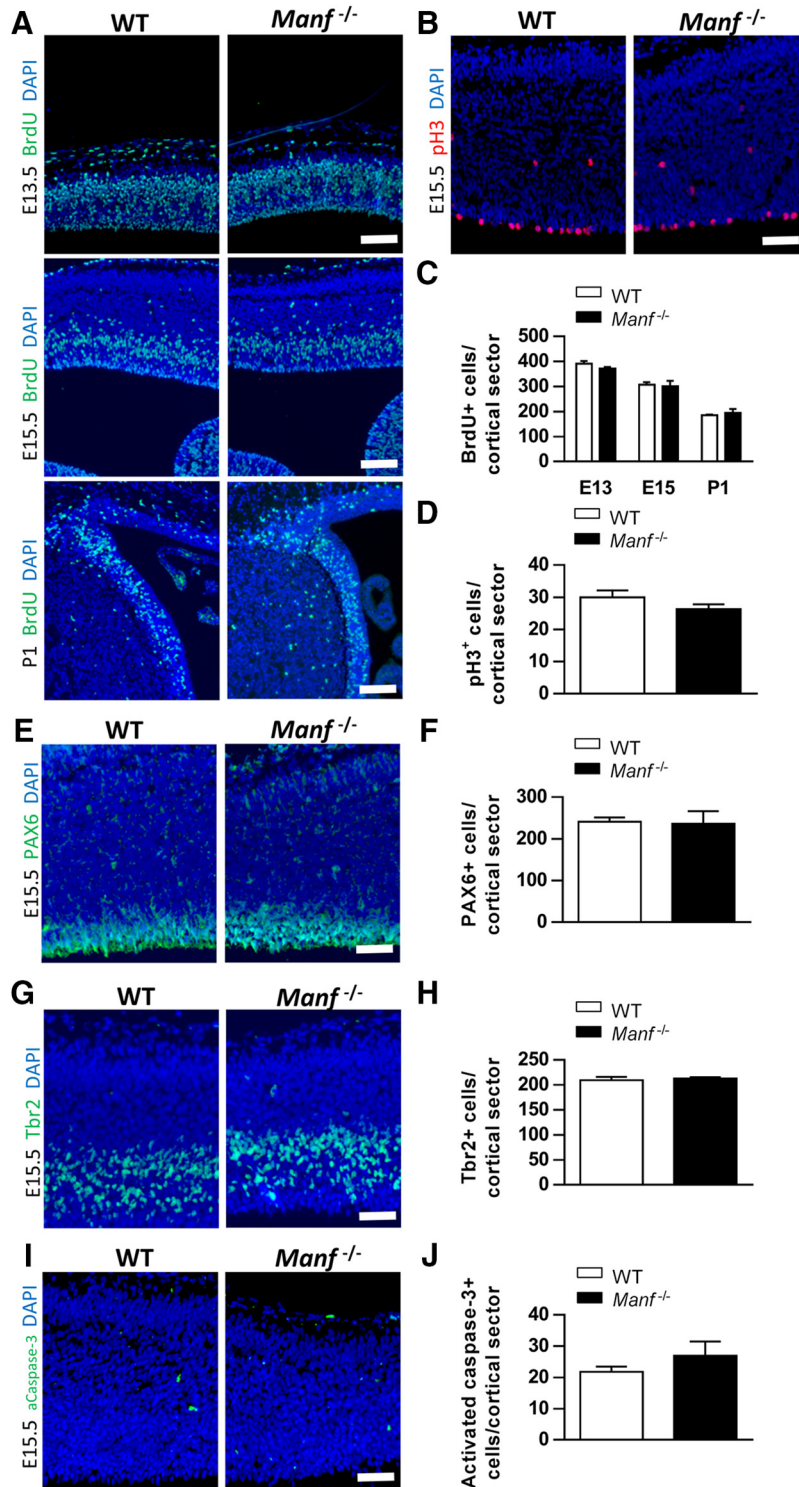 A
WT
Manf -/-
E13.5 BrdU DAPI
E15.5 BrdU DAPI
P1 BrdU DAPI
B
WT
Manf -/-
E15.5 pH3 DAPI
C
WT
Manf -/-
BrdU+ cells/
cortical sector
500
400
300
200
100
0
E13 E15 P1
D
WT
Manf -/-
pH3+ cells/
cortical sector
40
30
20
10
0
E
WT
Manf -/-
E15.5 PAX6 DAPI
F
WT
Manf -/-
PAX6+ cells/
cortical sector
300
200
100
0
G
WT
Manf -/-
E15.5 Tbr2 DAPI
H
WT
Manf -/-
Tbr2+ cells/
cortical sector
250
200
150
100
50
0
I
WT
Manf -/-
E15.5 aCaspase-3 DAPI
J
WT
Manf -/-
Activated caspase-3+
cells/cortical sector
40
30
20
10
0